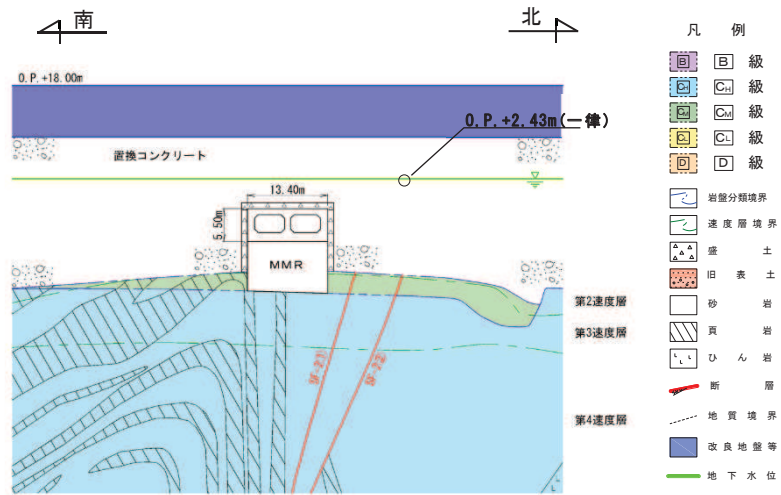 南
北
O.P.+18.00m
O.P.+2.43m(一律)
置換コンクリート
13.40m
5.50m
MMR
第2速度層
第3速度層
第4速度層
凡 例
B B 級
CH CH 級
CM CM 級
CL CL 級
D D 級
岩盤分類境界
速度層境界
盛 土
旧 表 土
砂 岩
頁 岩
ひ ん 岩
断 層
地 質 境 界
改 良 地 盤 等
地 下 水 位